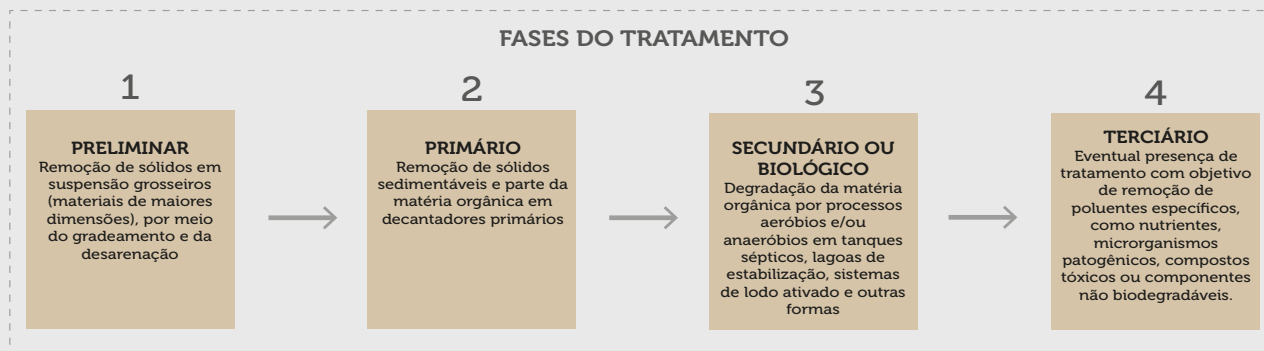 FASES DO TRATAMENTO
1
PRELIMINAR
Remoção de sólidos em
suspensão grosseiros
(materiais de maiores
dimensões), por meio
do gradeamento e da
desarenação
2
PRIMÁRIO
Remoção de sólidos
sedimentáveis e parte da
matéria orgânica em
decantadores primários
3
SECUNDÁRIO OU
BIOLÓGICO
Degradação da matéria
orgânica por processos
aeróbios e/ou
anaeróbios em tanques
sépticos, lagoas de
estabilização, sistemas
de lodo ativado e outras
formas
4
TERCIÁRIO
Eventual presença de
tratamento com objetivo
de remoção de
poluentes específicos,
como nutrientes,
microrganismos
patogênicos, compostos
tóxicos ou componentes
não biodegradáveis.